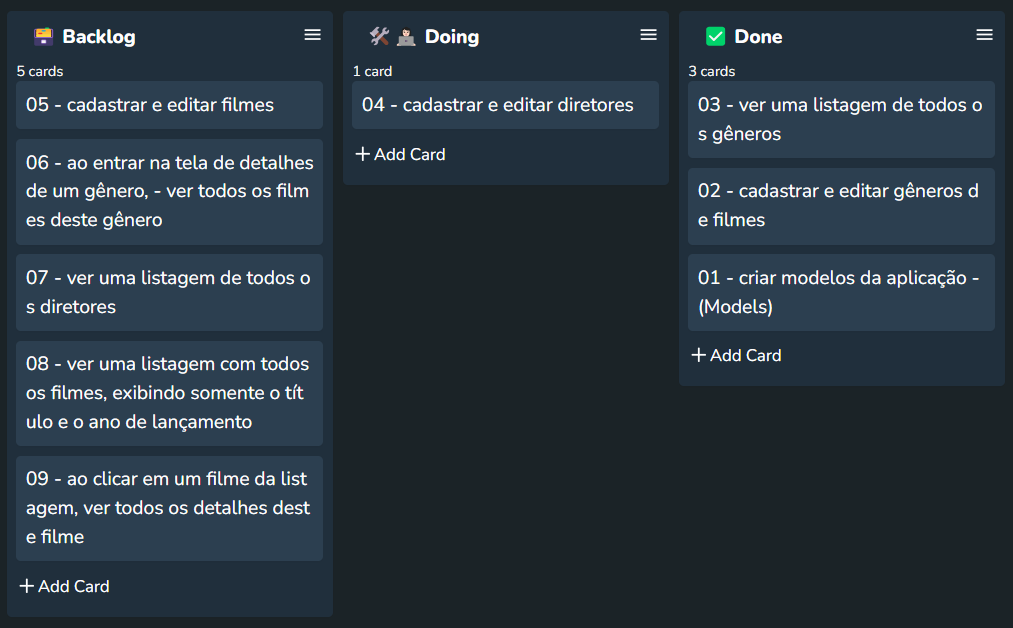 Backlog
5 cards
05 - cadastrar e editar filmes
06 - ao entrar na tela de detalhes
de um gênero, - ver todos os film
es deste gênero
07 - ver uma listagem de todos o
s diretores
08 - ver uma listagem com todos
os filmes, exibindo somente o tít
ulo e o ano de lançamento
09 - ao clicar em um filme da list
agem, ver todos os detalhes dest
e filme
+ Add Card
Doing
1 card
04 - cadastrar e editar diretores
+ Add Card
Done
3 cards
03 - ver uma listagem de todos o
s gêneros
02 - cadastrar e editar gêneros d
e filmes
01 - criar modelos da aplicação -
(Models)
+ Add Card